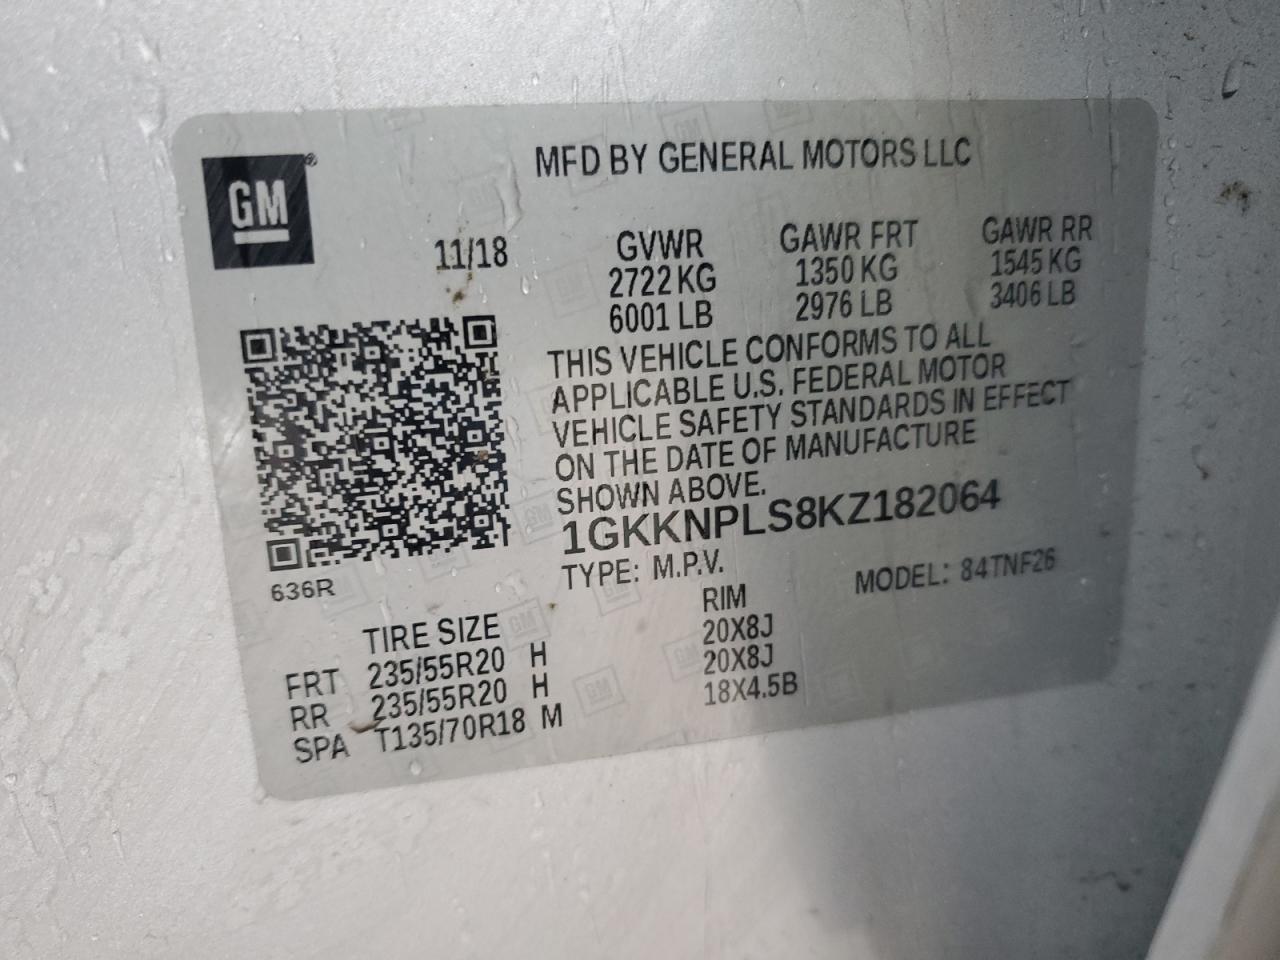 GM®
MFD BY GENERAL MOTORS LLC
11/18
GVWR GAWR FRT GAWR RR
2722 KG 1350 KG 1545 KG
6001 LB 2976 LB 3406 LB
THIS VEHICLE CONFORMS TO ALL
APPLICABLE U.S. FEDERAL MOTOR
VEHICLE SAFETY STANDARDS IN EFFECT
ON THE DATE OF MANUFACTURE
SHOWN ABOVE.
1GKKNPLS8KZ182064
TYPE: M.P.V. MODEL: 84TNF26
636R
TIRE SIZE RIM
FRT 235/55R20 H 20X8J
RR 235/55R20 H 20X8J
SPA T135/70R18 M 18X4.5B